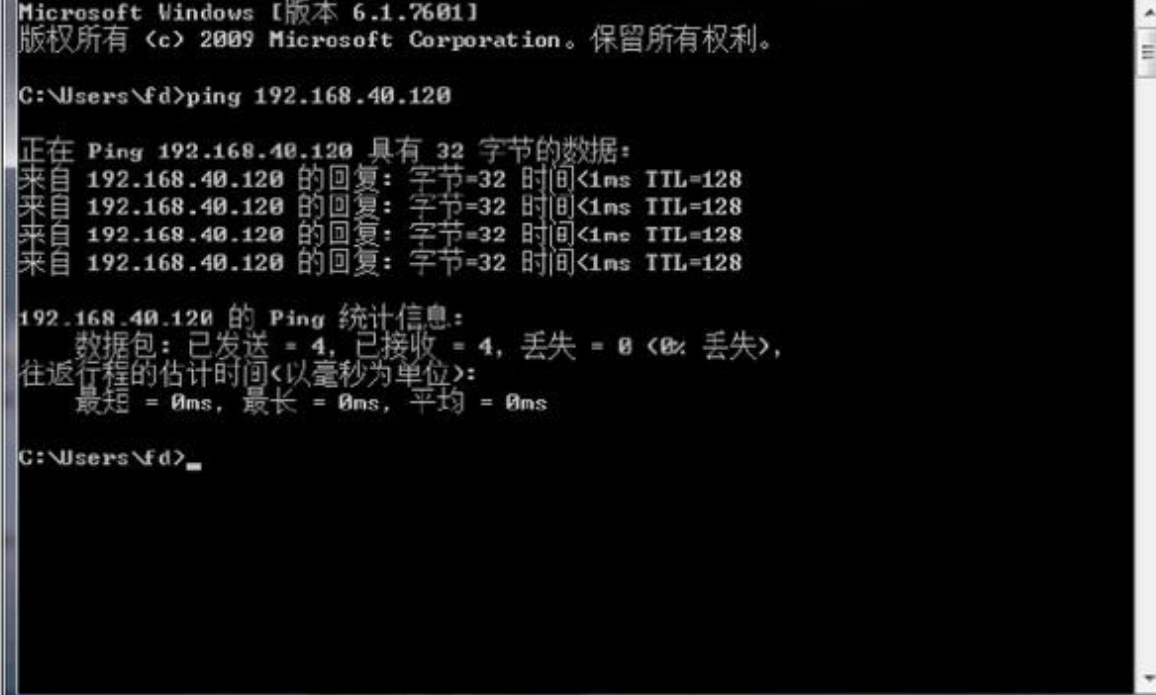 Microsoft Windows [版本 6.1.7601]
版权所有 (c) 2009 Microsoft Corporation。保留所有权利。
C:\Users\fd>ping 192.168.40.120
正在 Ping 192.168.40.120 具有 32 字节的数据:
来自 192.168.40.120 的回复: 字节=32 时间<1ms TTL=128
来自 192.168.40.120 的回复: 字节=32 时间<1ms TTL=128
来自 192.168.40.120 的回复: 字节=32 时间<1ms TTL=128
来自 192.168.40.120 的回复: 字节=32 时间<1ms TTL=128
192.168.40.120 的 Ping 统计信息:
数据包: 已发送 = 4, 已接收 = 4, 丢失 = 0 (0% 丢失),
往返行程的估计时间(以毫秒为单位):
最短 = 0ms, 最长 = 0ms, 平均 = 0ms
C:\Users\fd>_